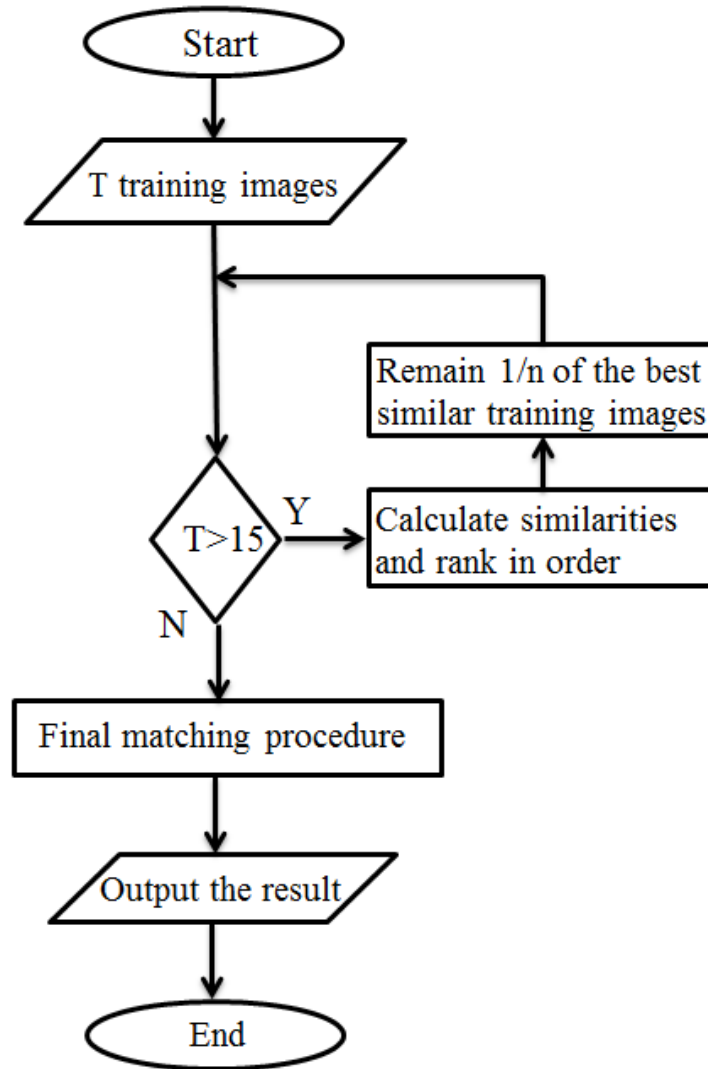 Start
T training images
Remain 1/n of the best
similar training images
T>15
Y
Calculate similarities
and rank in order
N
Final matching procedure
Output the result
End